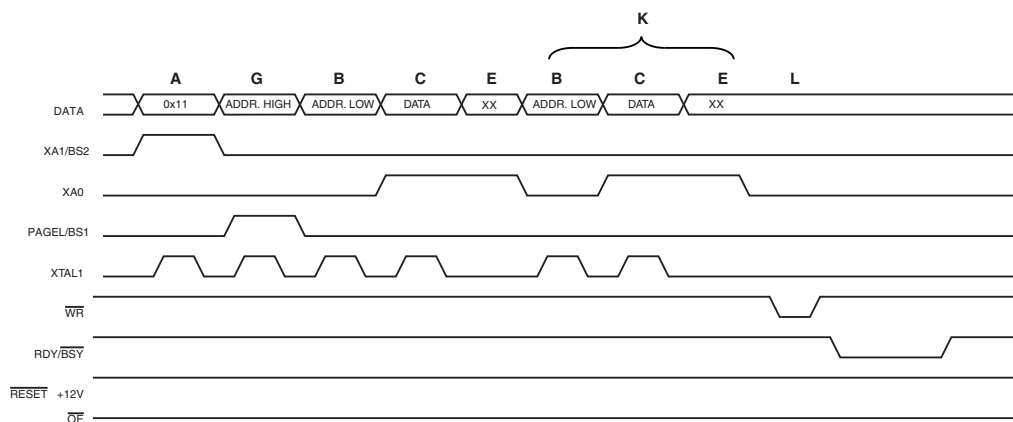 K
A G B C E B C E L
DATA 0x11 ADDR. HIGH ADDR. LOW DATA XX ADDR. LOW DATA XX
XA1/BS2
XA0
PAGEL/BS1
XTAL1
WR
RDY/BSY
RESET +12V
OE